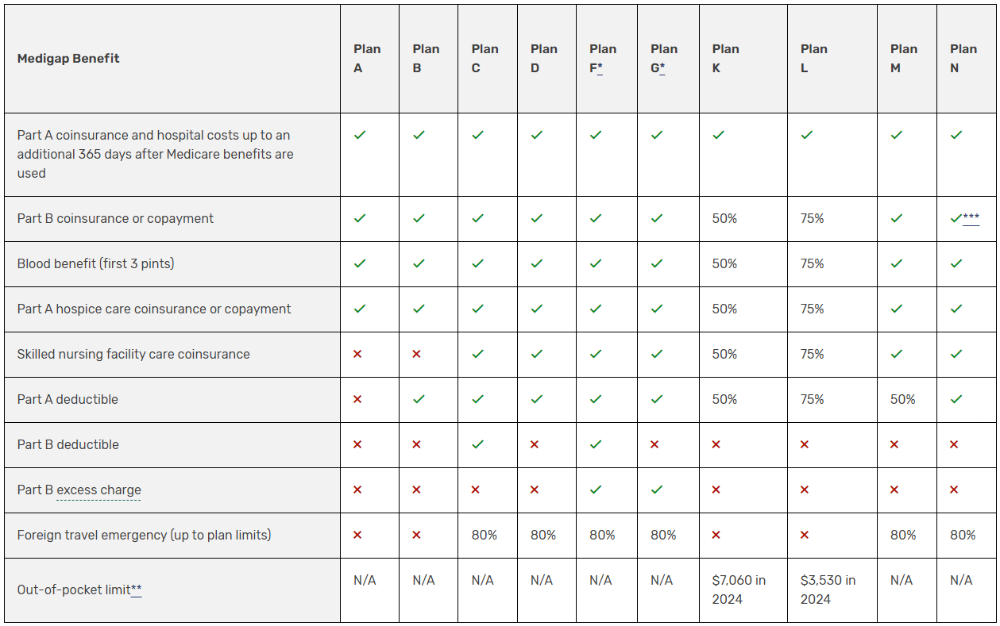 Medigap Benefit Plan A Plan B Plan C Plan D Plan F* Plan G* Plan K Plan L Plan M Plan N
Part A coinsurance and hospital costs up to an additional 365 days after Medicare benefits are used ✓ ✓ ✓ ✓ ✓ ✓ ✓ ✓ ✓ ✓
Part B coinsurance or copayment ✓ ✓ ✓ ✓ ✓ ✓ 50% 75% ✓ ✓***
Blood benefit (first 3 pints) ✓ ✓ ✓ ✓ ✓ ✓ 50% 75% ✓ ✓
Part A hospice care coinsurance or copayment ✓ ✓ ✓ ✓ ✓ ✓ 50% 75% ✓ ✓
Skilled nursing facility care coinsurance × × ✓ ✓ ✓ ✓ 50% 75% ✓ ✓
Part A deductible × ✓ ✓ ✓ ✓ ✓ 50% 75% 50% ✓
Part B deductible × × ✓ × ✓ × × × × ×
Part B excess charge × × × × ✓ ✓ × × × ×
Foreign travel emergency (up to plan limits) × × 80% 80% 80% 80% × × 80% 80%
Out-of-pocket limit** N/A N/A N/A N/A N/A N/A $7,060 in 2024 $3,530 in 2024 N/A N/A